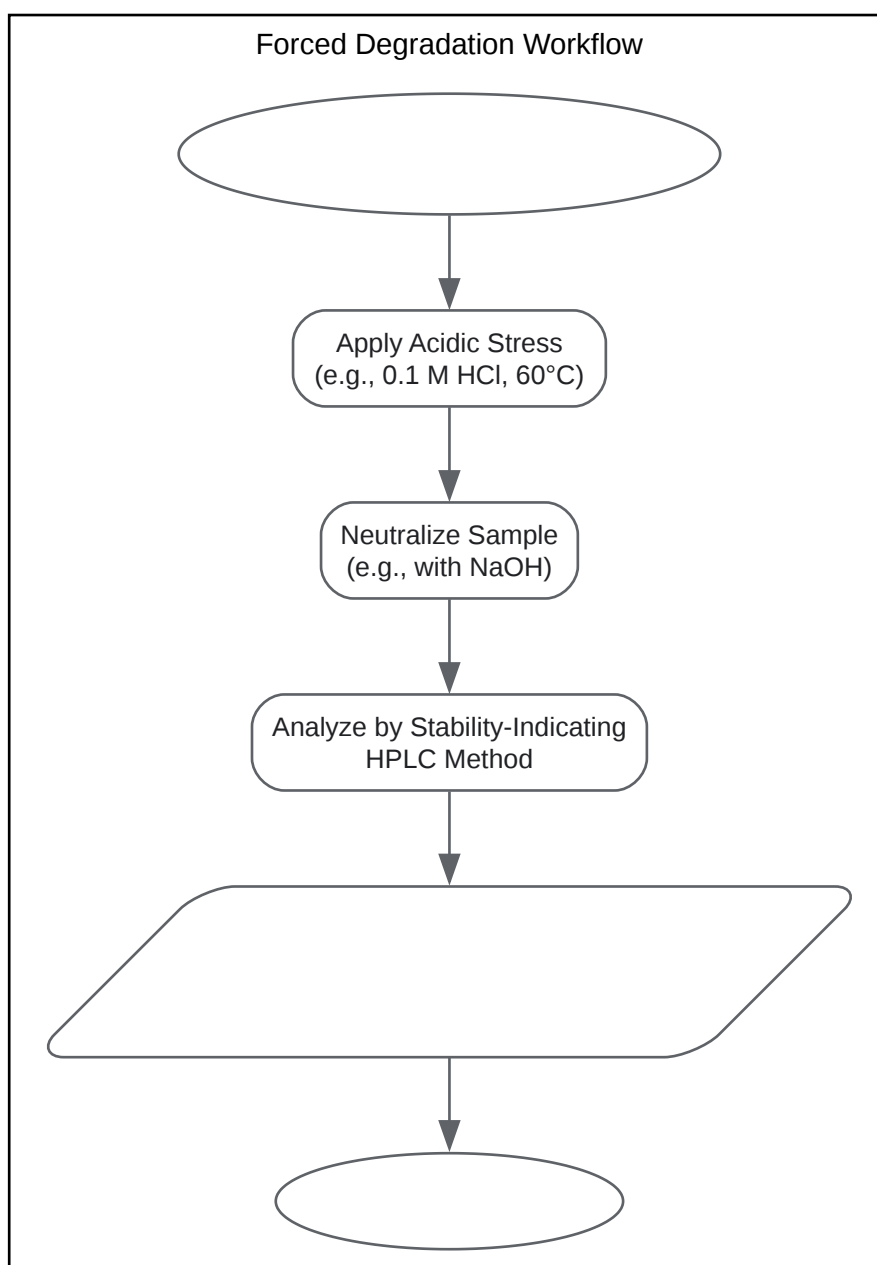 Forced Degradation Workflow
Apply Acidic Stress
(e.g., 0.1 M HCl, 60°C)
Neutralize Sample
(e.g., with NaOH)
Analyze by Stability-Indicating
HPLC Method